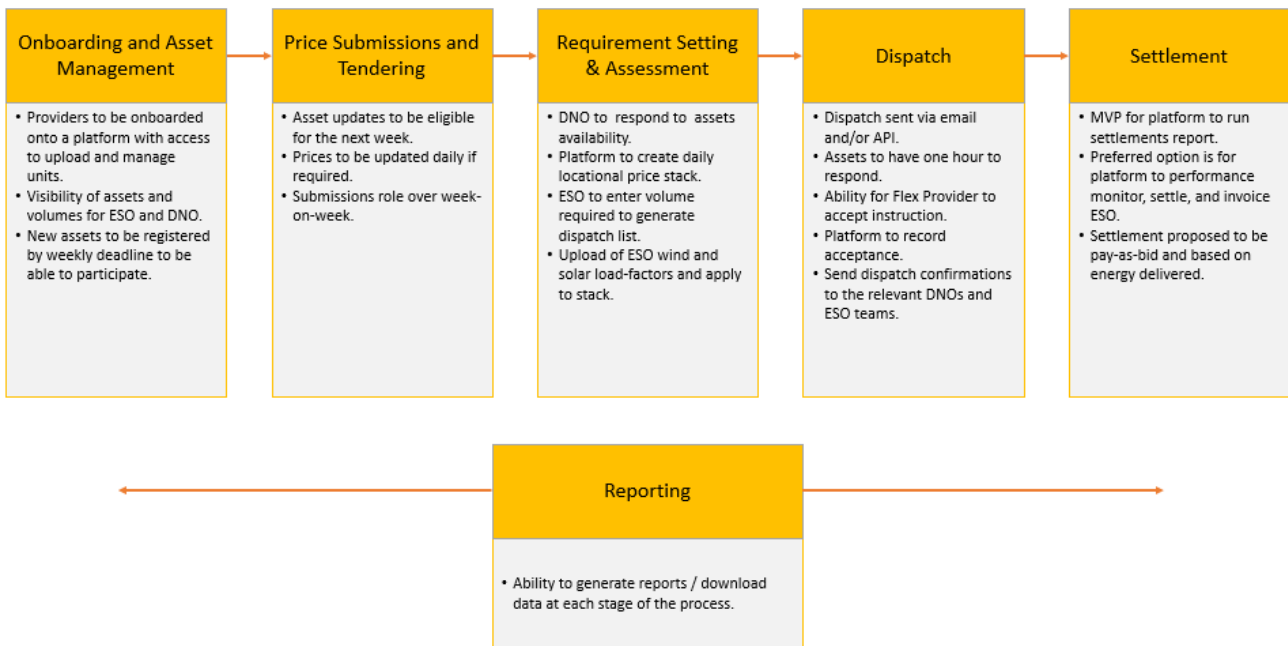 Onboarding and Asset
Management
• Providers to be onboarded
onto a platform with access
to upload and manage
units.
• Visibility of assets and
volumes for ESO and DNO.
• New assets to be registered
by weekly deadline to be
able to participate.
Price Submissions and
Tendering
• Asset updates to be eligible
for the next week.
• Prices to be updated daily if
required.
• Submissions role over week-
on-week.
Requirement Setting
& Assessment
• DNO to respond to assets
availability.
• Platform to create daily
locational price stack.
• ESO to enter volume
required to generate
dispatch list.
• Upload of ESO wind and
solar load-factors and apply
to stack.
Dispatch
• Dispatch sent via email
and/or API.
• Assets to have one hour to
respond.
• Ability for Flex Provider to
accept instruction.
• Platform to record
acceptance.
• Send dispatch confirmations
to the relevant DNOs and
ESO teams.
Settlement
• MVP for platform to run
settlements report.
• Preferred option is for
platform to performance
monitor, settle, and invoice
ESO.
• Settlement proposed to be
pay-as-bid and based on
energy delivered.
Reporting
• Ability to generate reports / download
data at each stage of the process.